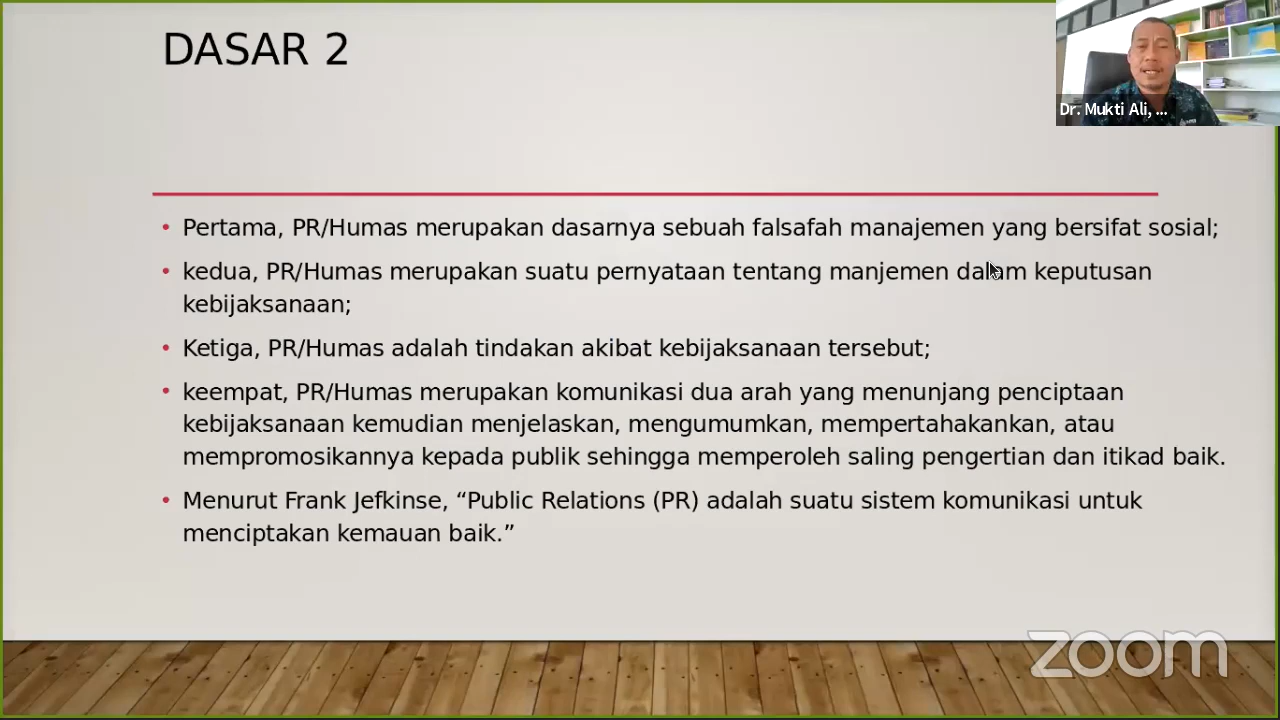 DASAR 2
Dr. Mukti Ali, ...
• Pertama, PR/Humas merupakan dasarnya sebuah falsafah manajemen yang bersifat sosial;
• kedua, PR/Humas merupakan suatu pernyataan tentang manjemen dalam keputusan
kebijaksanaan;
• Ketiga, PR/Humas adalah tindakan akibat kebijaksanaan tersebut;
• keempat, PR/Humas merupakan komunikasi dua arah yang menunjang penciptaan
kebijaksanaan kemudian menjelaskan, mengumumkan, mempertahakankan, atau
mempromosikannya kepada publik sehingga memperoleh saling pengertian dan itikad baik.
• Menurut Frank Jefkinse, “Public Relations (PR) adalah suatu sistem komunikasi untuk
menciptakan kemauan baik.”
zoom